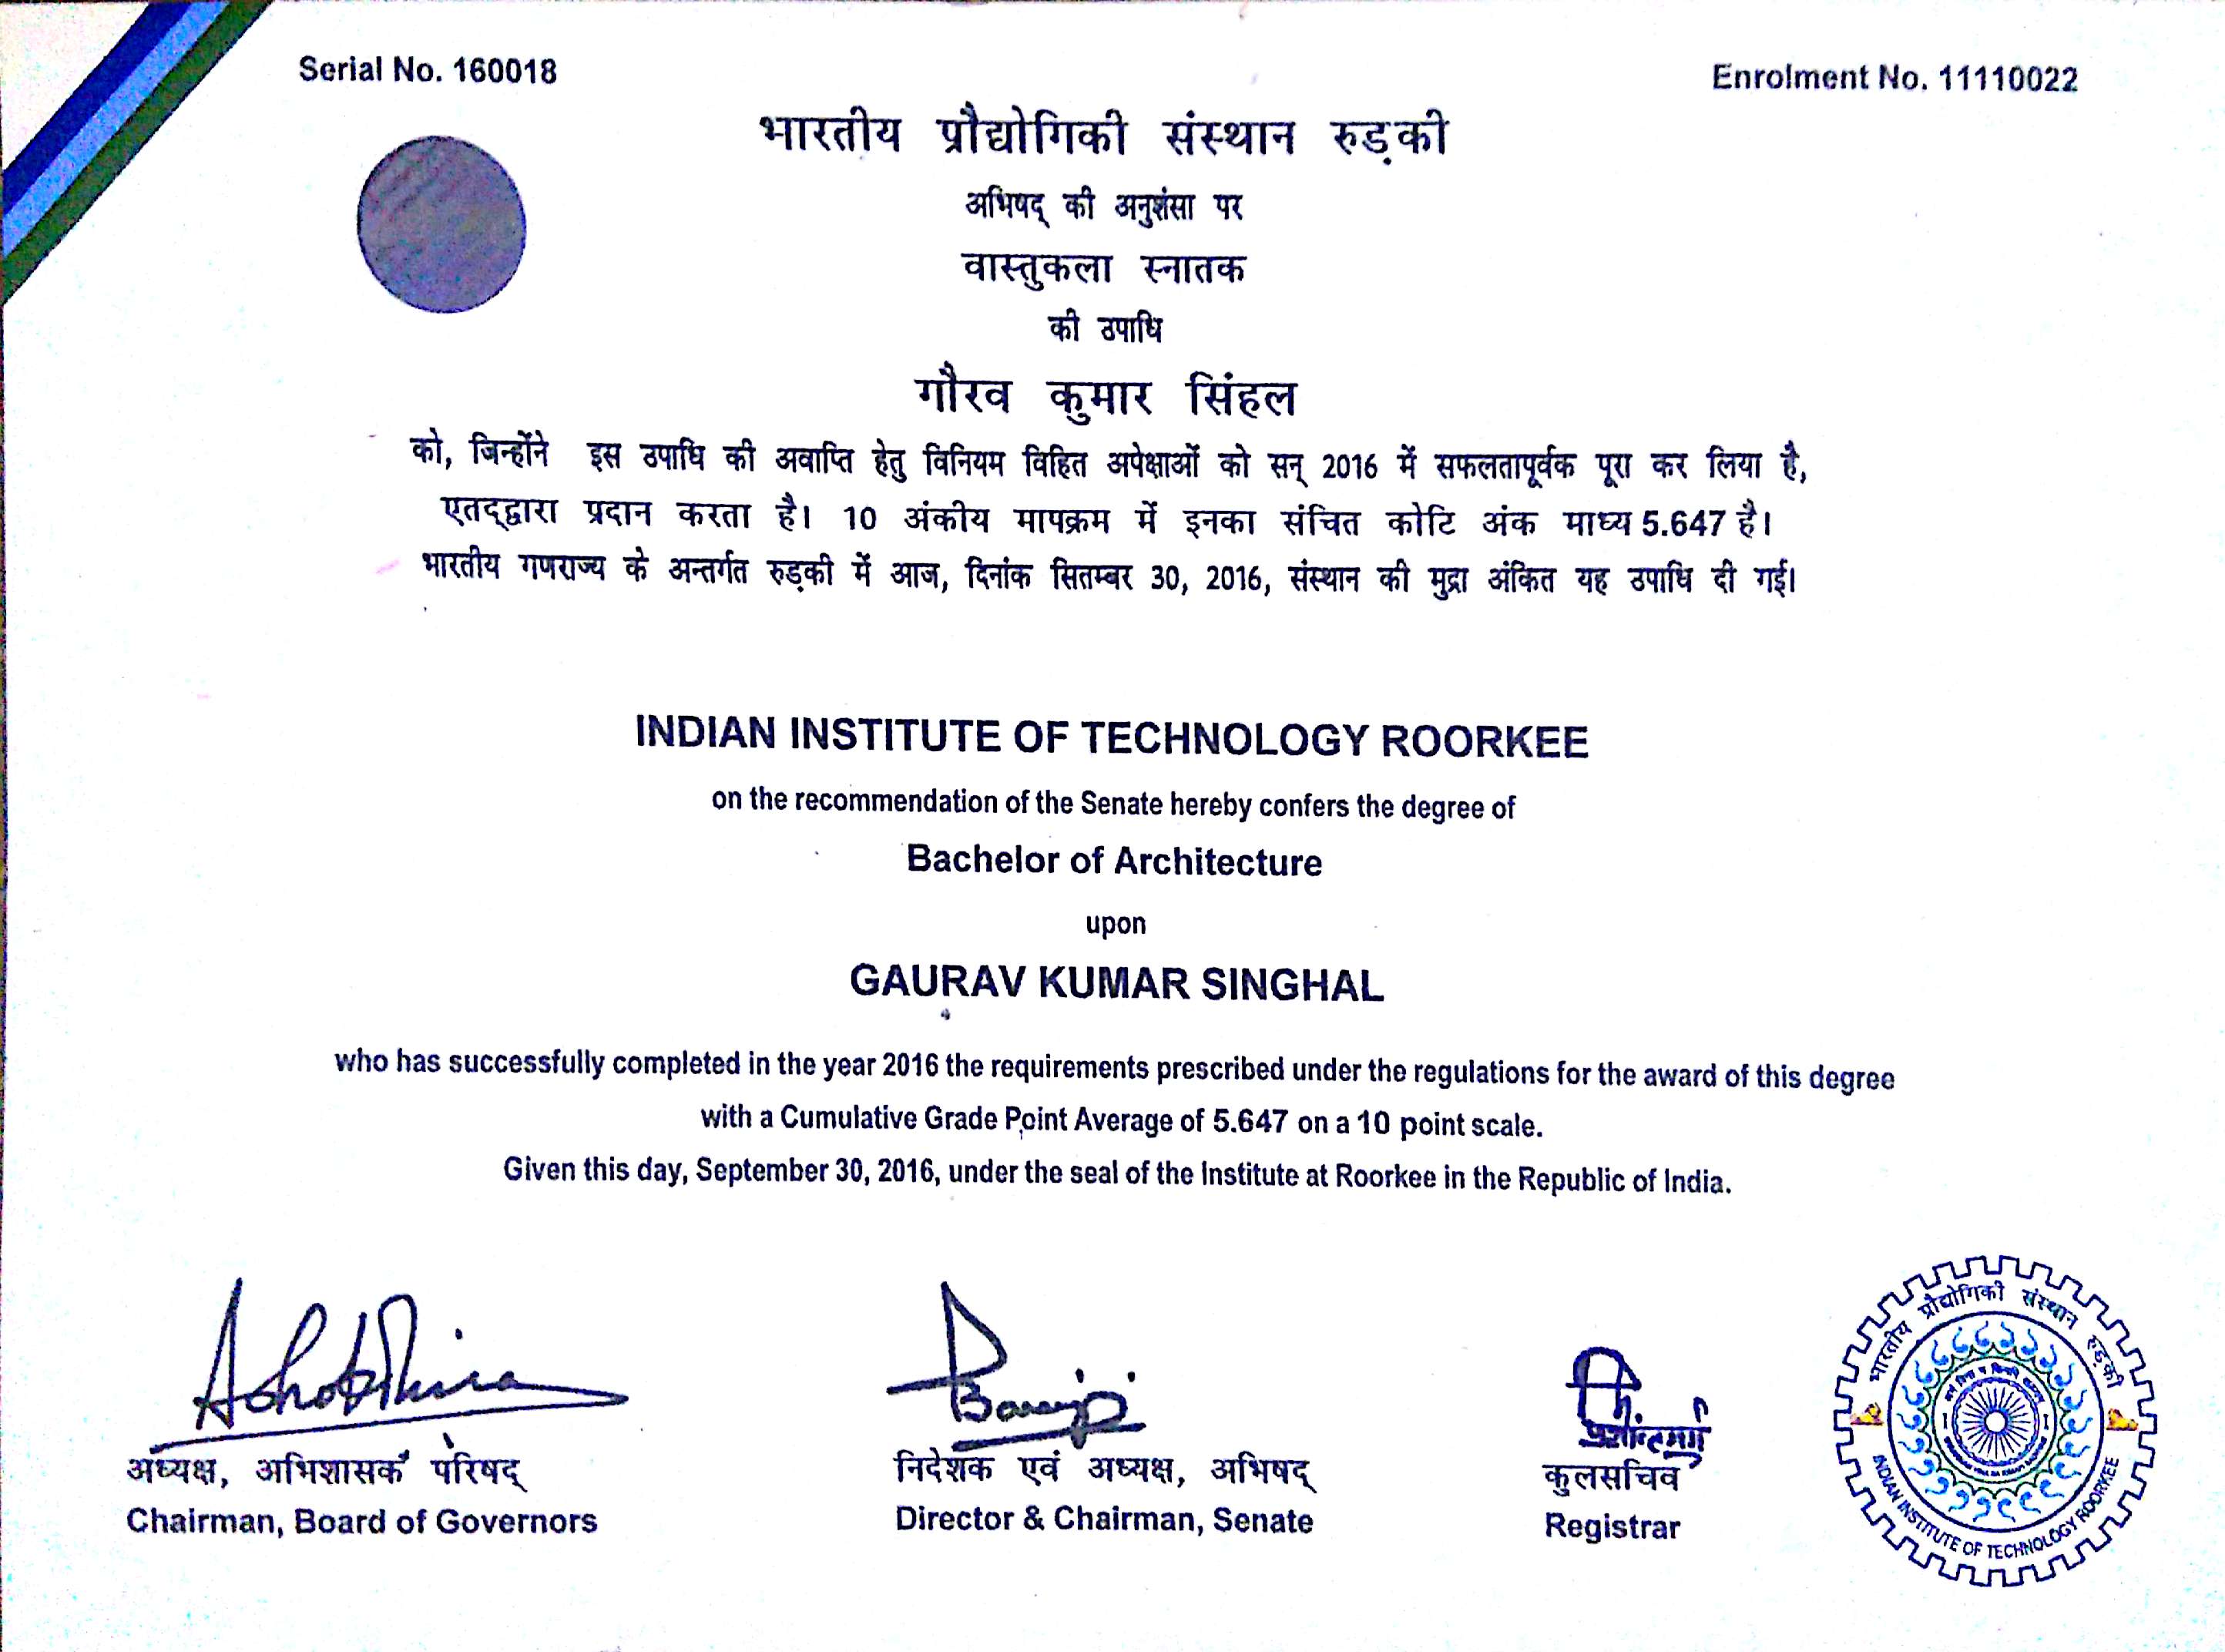 Serial No. 160018
Enrolment No. 11110022
भारतीय प्रौद्योगिकी संस्थान रुड़की
अभिषद् की अनुशंसा पर
वास्तुकला स्नातक
की उपाधि
गौरव कुमार सिंहल
को, जिन्होंने इस उपाधि की अवाप्ति हेतु विनियम विहित अपेक्षाओं को सन् 2016 में सफलतापूर्वक पूरा कर लिया है,
एतद्द्वारा प्रदान करता है। 10 अंकीय मापक्रम में इनका संचित कोटि अंक माध्य 5.647 है।
भारतीय गणराज्य के अन्तर्गत रुड़की में आज, दिनांक सितम्बर 30, 2016, संस्थान की मुद्रा अंकित यह उपाधि दी गई।
INDIAN INSTITUTE OF TECHNOLOGY ROORKEE
on the recommendation of the Senate hereby confers the degree of
Bachelor of Architecture
upon
GAURAV KUMAR SINGHAL
who has successfully completed in the year 2016 the requirements prescribed under the regulations for the award of this degree
with a Cumulative Grade Point Average of 5.647 on a 10 point scale.
Given this day, September 30, 2016, under the seal of the Institute at Roorkee in the Republic of India.
अध्यक्ष, अभिशासक परिषद्
Chairman, Board of Governors
निदेशक एवं अध्यक्ष, अभिषद्
Director & Chairman, Senate
कुलसचिव
Registrar
भारतीय प्रौद्योगिकी संस्थान रुड़की
INDIAN INSTITUTE OF TECHNOLOGY ROORKEE